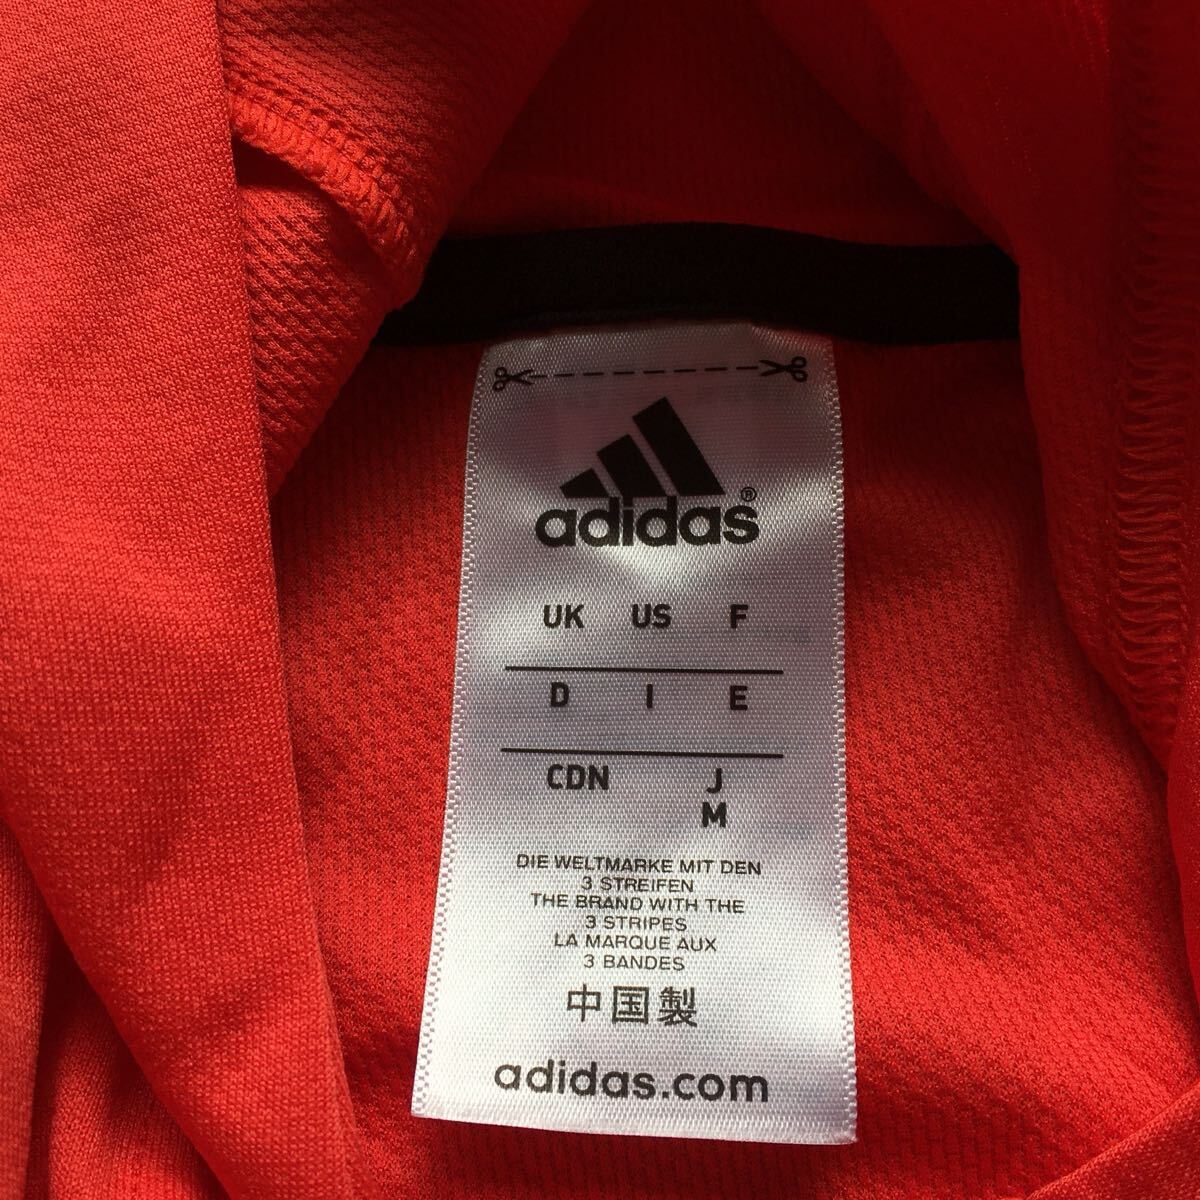 adidas®
UK US F
D I E
CDN J
M
DIE WELTMARKE MIT DEN
3 STREIFEN
THE BRAND WITH THE
3 STRIPES
LA MARQUE AUX
3 BANDES
中国製
adidas.com